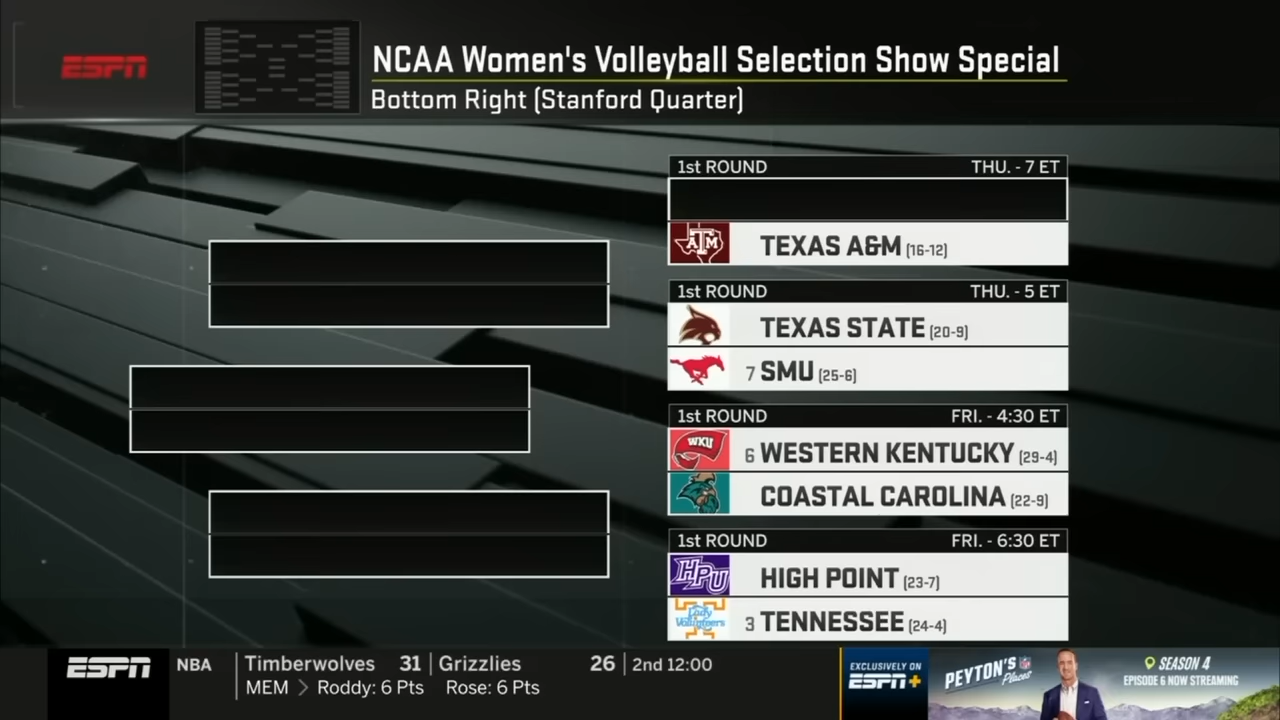 ESPN
NCAA Women's Volleyball Selection Show Special
Bottom Right (Stanford Quarter)
1st ROUND THU. - 7 ET
ATM TEXAS A&M (16-12)
1st ROUND THU. - 5 ET
TEXAS STATE (20-9)
7 SMU (25-6)
1st ROUND FRI. - 4:30 ET
WKU 6 WESTERN KENTUCKY (29-4)
COASTAL CAROLINA (22-9)
1st ROUND FRI. - 6:30 ET
HPU HIGH POINT (23-7)
Lady Volunteers 3 TENNESSEE (24-4)
ESPN NBA Timberwolves 31 Grizzlies 26 2nd 12:00
MEM > Roddy: 6 Pts Rose: 6 Pts
EXCLUSIVELY ON
ESPN+
PEYTON'S
Places
NFL
SEASON 4
EPISODE 6 NOW STREAMING